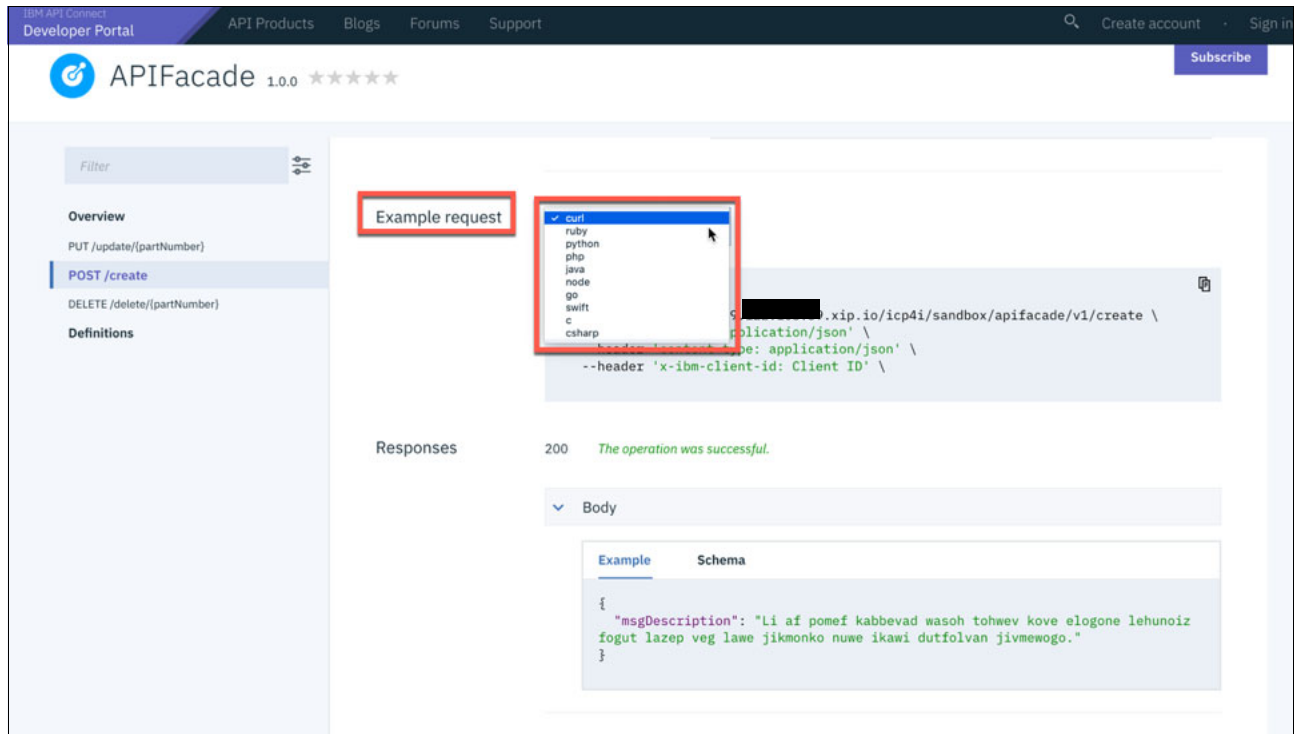 IBM API Connect
Developer Portal
API Products
Blogs
Forums
Support
Create account
·
Sign in
Subscribe
APIFacade 1.0.0
Filter
Overview
PUT /update/{partNumber}
POST /create
DELETE /delete/{partNumber}
Definitions
Example request
✓ curl
ruby
python
php
java
node
go
swift
c
csharp
.xip.io/icp4i/sandbox/apifacade/v1/create \
application/json' \
type: application/json' \
--header 'x-ibm-client-id: Client ID' \
Responses
200 The operation was successful.
Body
Example Schema
{
"msgDescription": "Li af pomef kabbevad wasoh tohwev kove elogone lehunoiz
fogut lazep veg lawe jikmonko nuwe ikawi dutfolvan jivmewogo."
}